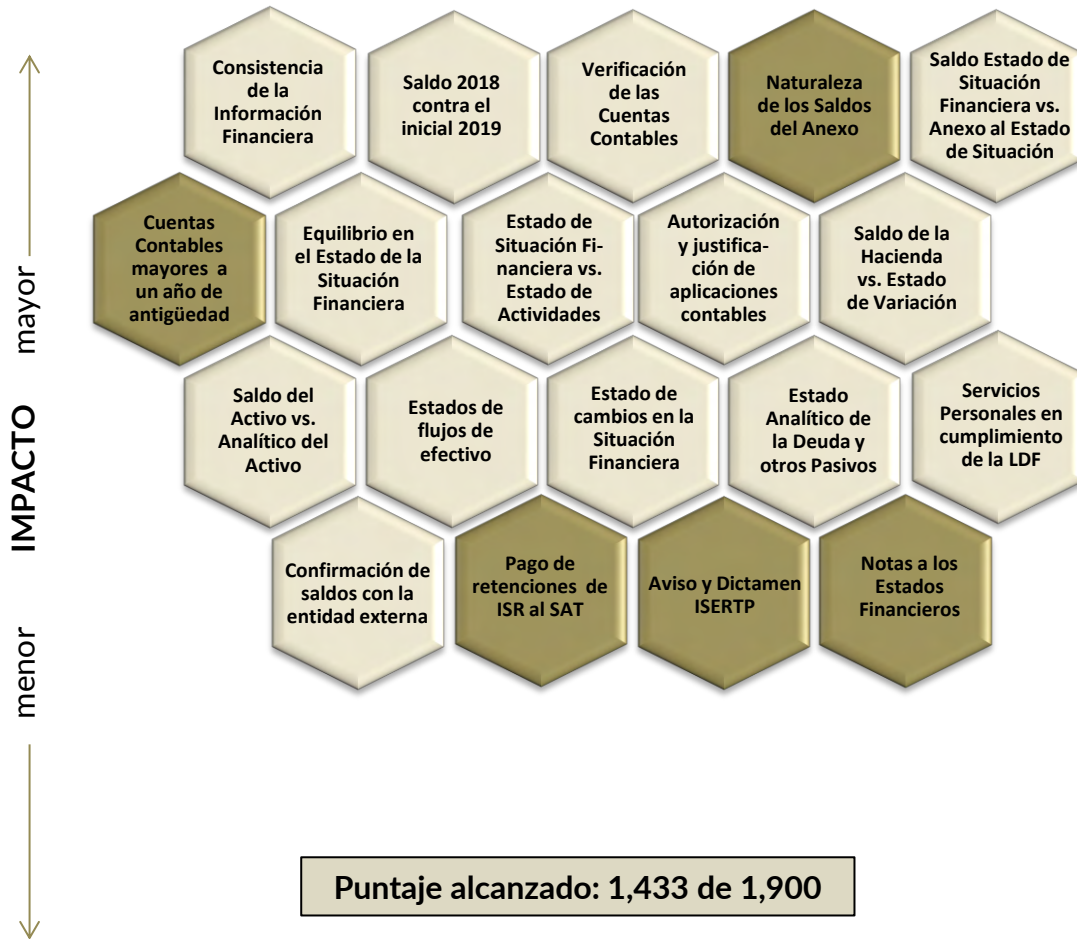 Consistencia
de la
Información
Financiera
Saldo 2018
contra el
inicial 2019
Verificación
de las
Cuentas
Contables
Naturaleza
de los Saldos
del Anexo
Saldo Estado de
Situación
Financiera vs.
Anexo al Estado
de Situación
Cuentas
Contables
mayores a
un año de
antigüedad
Equilibrio en
el Estado de la
Situación
Financiera
Estado de
Situación Fi-
nanciera vs.
Estado de
Actividades
Autorización
y justifica-
ción de
aplicaciones
contables
Saldo de la
Hacienda
vs. Estado
de Variación
Saldo del
Activo vs.
Analítico del
Activo
Estados de
flujos de
efectivo
Estado de
cambios en la
Situación
Financiera
Estado
Analítico de
la Deuda y
otros Pasivos
Servicios
Personales en
cumplimiento
de la LDF
Confirmación de
saldos con la
entidad externa
Pago de
retenciones de
ISR al SAT
Aviso y Dictamen
ISERTP
Notas a los
Estados
Financieros
mayor
IMPACTO
menor
Puntaje alcanzado: 1,433 de 1,900